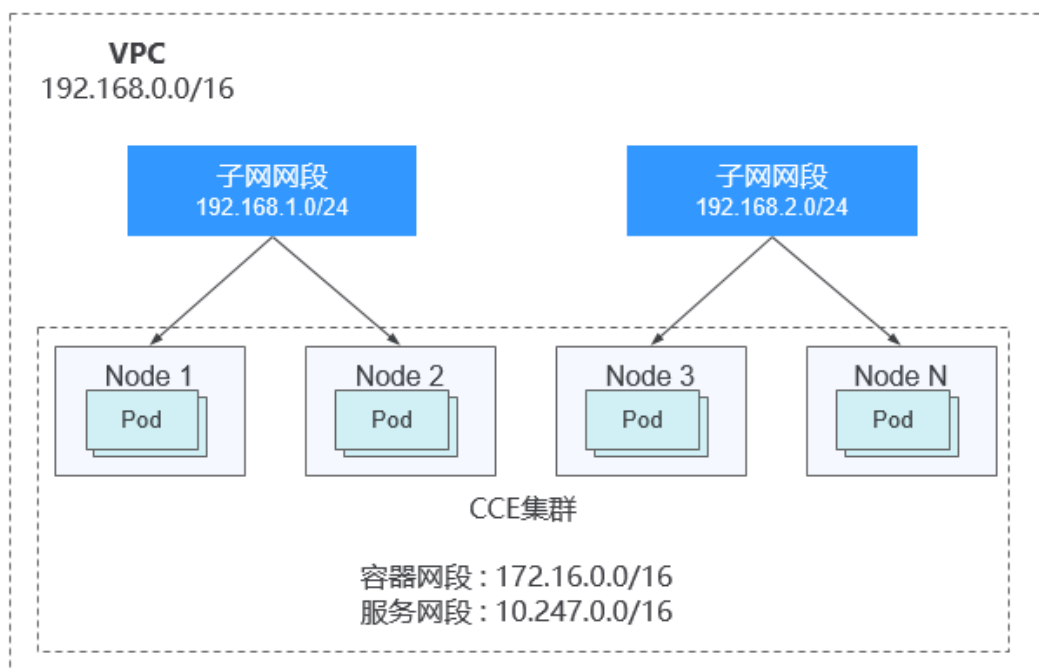 VPC
192.168.0.0/16
子网网段
192.168.1.0/24
子网网段
192.168.2.0/24
Node 1
Pod
Node 2
Pod
Node 3
Pod
Node N
Pod
CCE集群
容器网段 : 172.16.0.0/16
服务网段 : 10.247.0.0/16